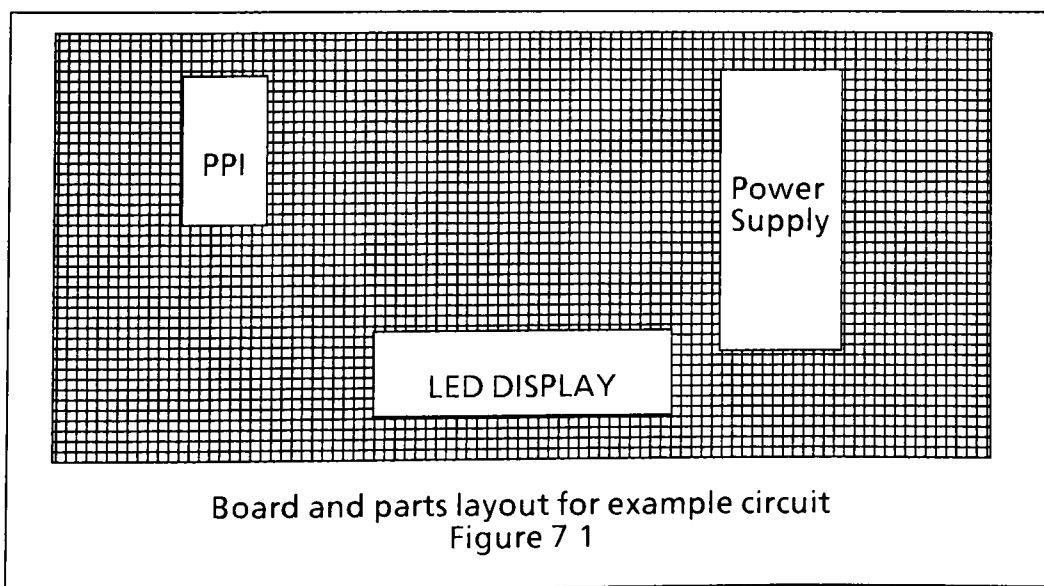 PPI
Power
Supply
LED DISPLAY
Board and parts layout for example circuit
Figure 7 1